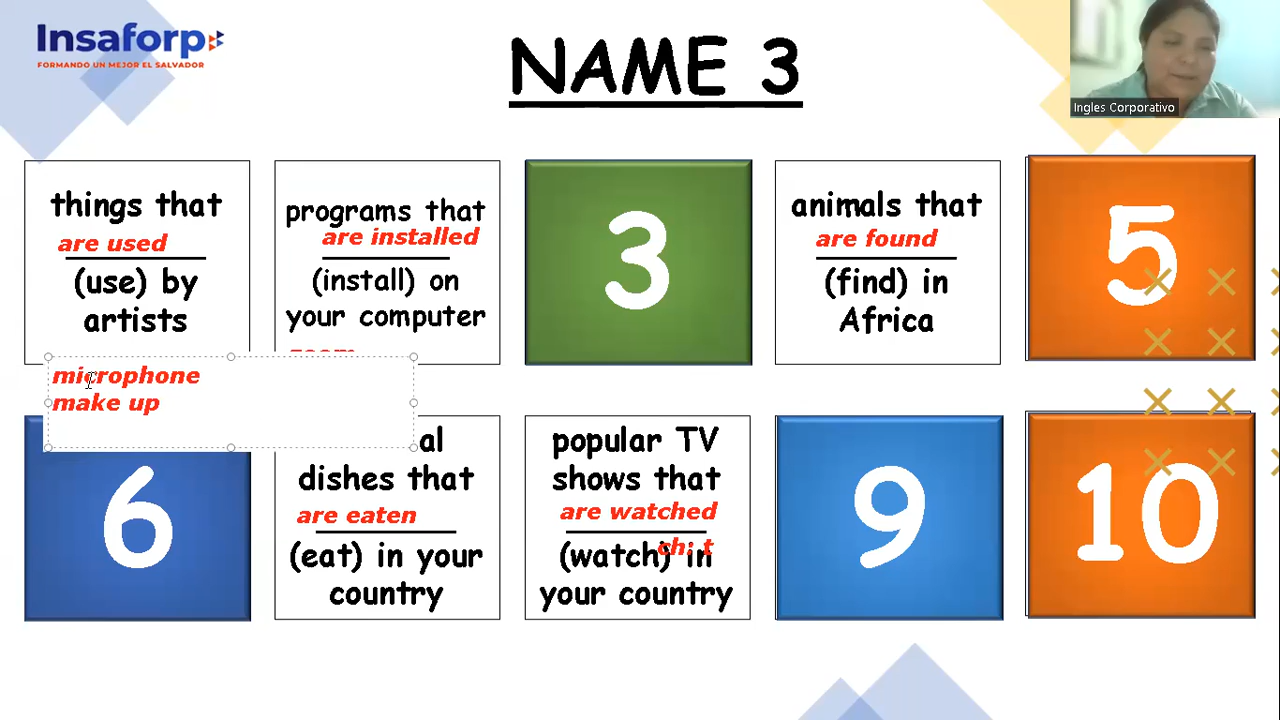 Insaforp
FORMANDO UN MEJOR EL SALVADOR
NAME 3
Ingles Corporativo
things that
are used
(use) by
artists
programs that
are installed
(install) on
your computer
3
animals that
are found
(find) in
Africa
5
microphone
make up
6
al
dishes that
are eaten
(eat) in your
country
popular TV
shows that
are watched
ch: t
(watch) in
your country
9
10